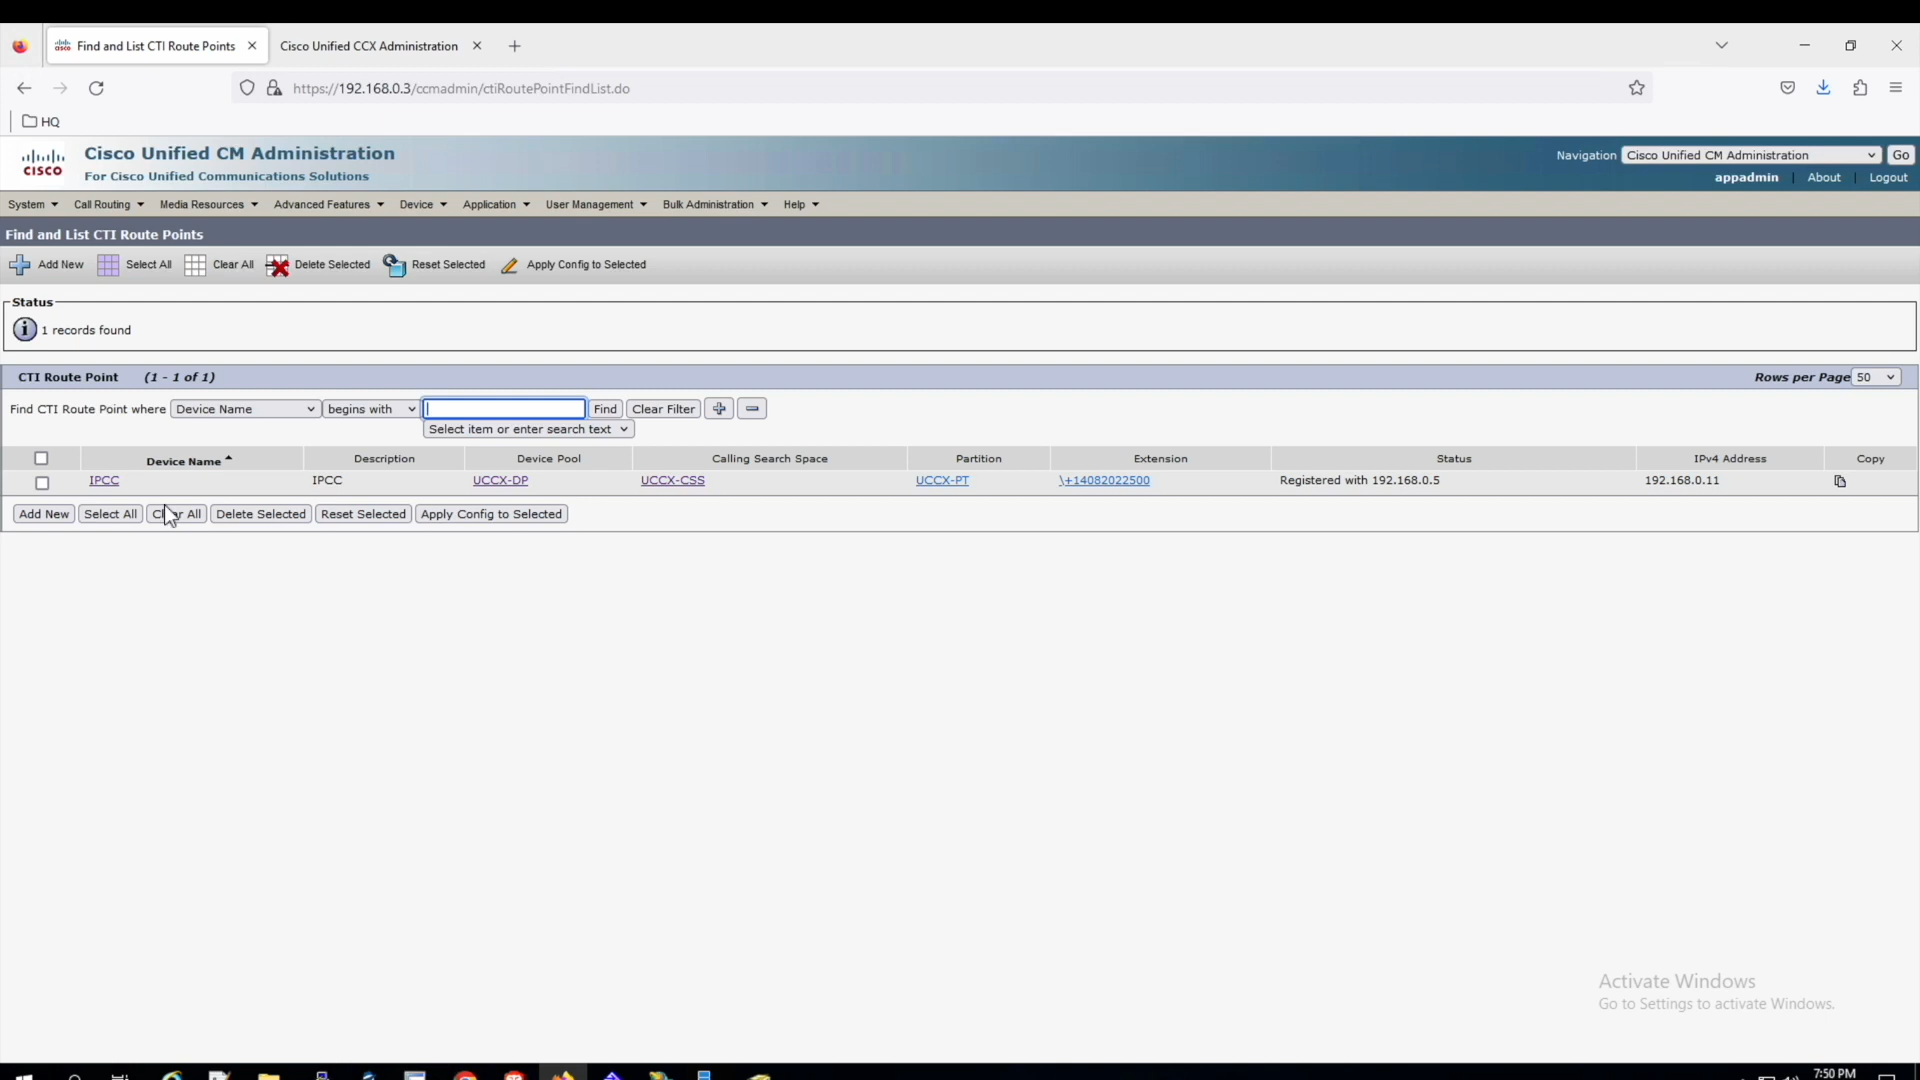 Find and List CTI Route Points
Cisco Unified CCX Administration
https://192.168.0.3/ccmadmin/ctiRoutePointFindList.do
HQ
cisco
Cisco Unified CM Administration
For Cisco Unified Communications Solutions
Navigation Cisco Unified CM Administration Go
appadmin About Logout
System Call Routing Media Resources Advanced Features Device Application User Management Bulk Administration Help
Find and List CTI Route Points
Add New Select All Clear All Delete Selected Reset Selected Apply Config to Selected
Status
1 records found
CTI Route Point (1 - 1 of 1) Rows per Page 50
Find CTI Route Point where Device Name begins with Find Clear Filter
Select item or enter search text
Device Name Description Device Pool Calling Search Space Partition Extension Status IPv4 Address Copy
IPCC IPCC UCCX-DP UCCX-CSS UCCX-PT \+14082022500 Registered with 192.168.0.5 192.168.0.11
Add New Select All Clear All Delete Selected Reset Selected Apply Config to Selected
Activate Windows
Go to Settings to activate Windows.
7:50 PM